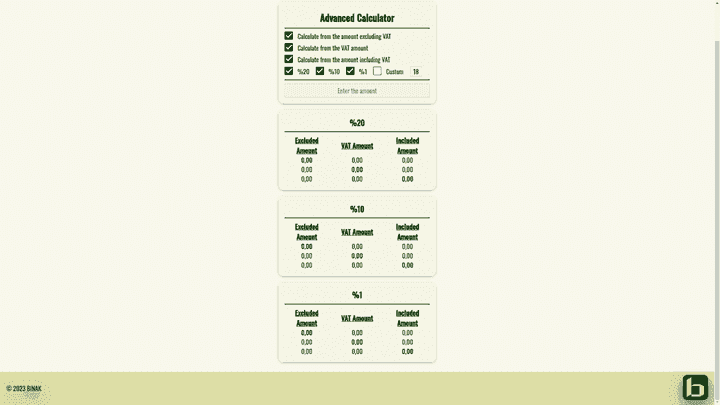 Advanced Calculator
Calculate from the amount excluding VAT
Calculate from the VAT amount
Calculate from the amount including VAT
%20 %10 %1 Custom 18
Enter the amount
%20
Excluded Amount VAT Amount Included Amount
0,00 0,00 0,00
0,00 0,00 0,00
0,00 0,00 0,00
%10
Excluded Amount VAT Amount Included Amount
0,00 0,00 0,00
0,00 0,00 0,00
0,00 0,00 0,00
%1
Excluded Amount VAT Amount Included Amount
0,00 0,00 0,00
0,00 0,00 0,00
0,00 0,00 0,00
© 2023 BINAK
b